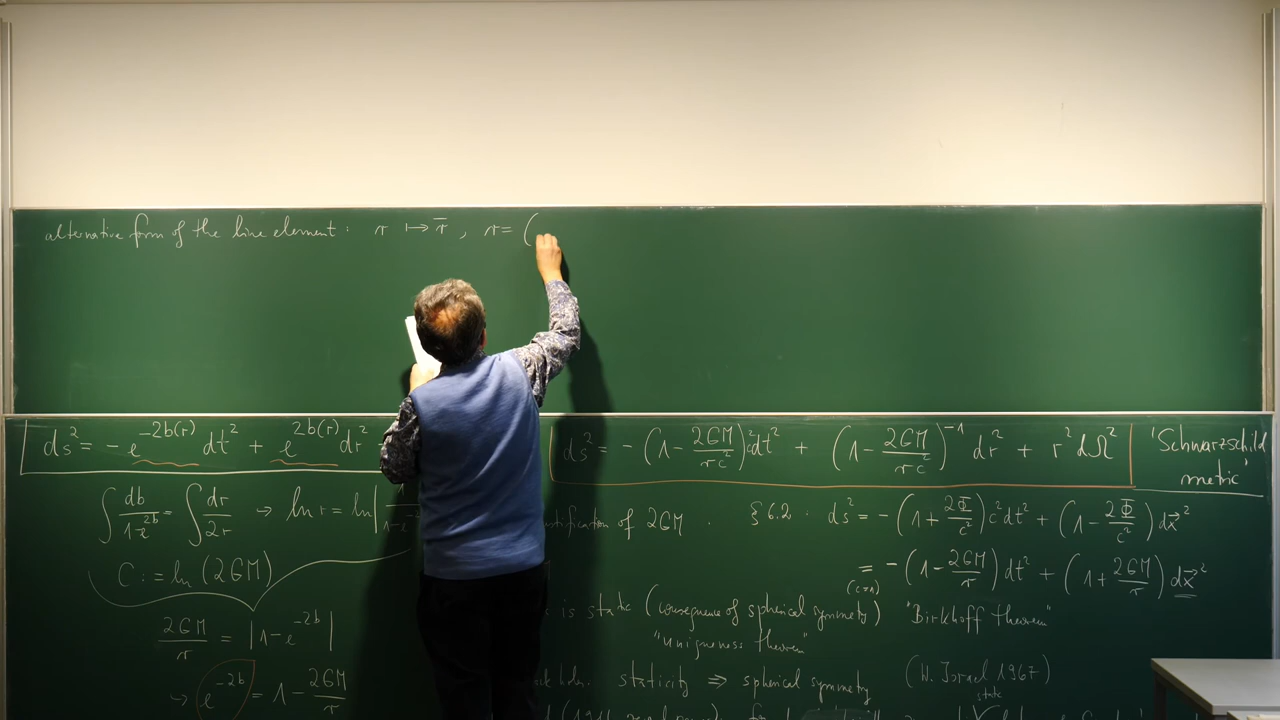 alternative form of the line element : r ↦ r̄ , r = (
ds² = - e^{-2b(r)} dt² + e^{2b(r)} dr²
ds² = - (1 - 2GM/rc²) c²dt² + (1 - 2GM/rc²)^{-1} dr² + r² dΩ²
'Schwarzschild
metric'
∫ db/1-e^{2b} = ∫ dr/2r → ln r = ln |
C := ln (2GM)
2GM/r = |1 - e^{-2b}|
→ e^{-2b} = 1 - 2GM/r
of 2GM .
§ 6.2 : ds² = - (1 + 2Φ/c²) c²dt² + (1 - 2Φ/c²) dx⃗²
= - (1 - 2GM/r) dt² + (1 + 2GM/r) dx⃗²
(c=1)
is static (consequence of spherical symmetry) "Birkhoff theorem"
"uniqueness theorem"
staticity ⇒ spherical symmetry (W. Israel 1967)